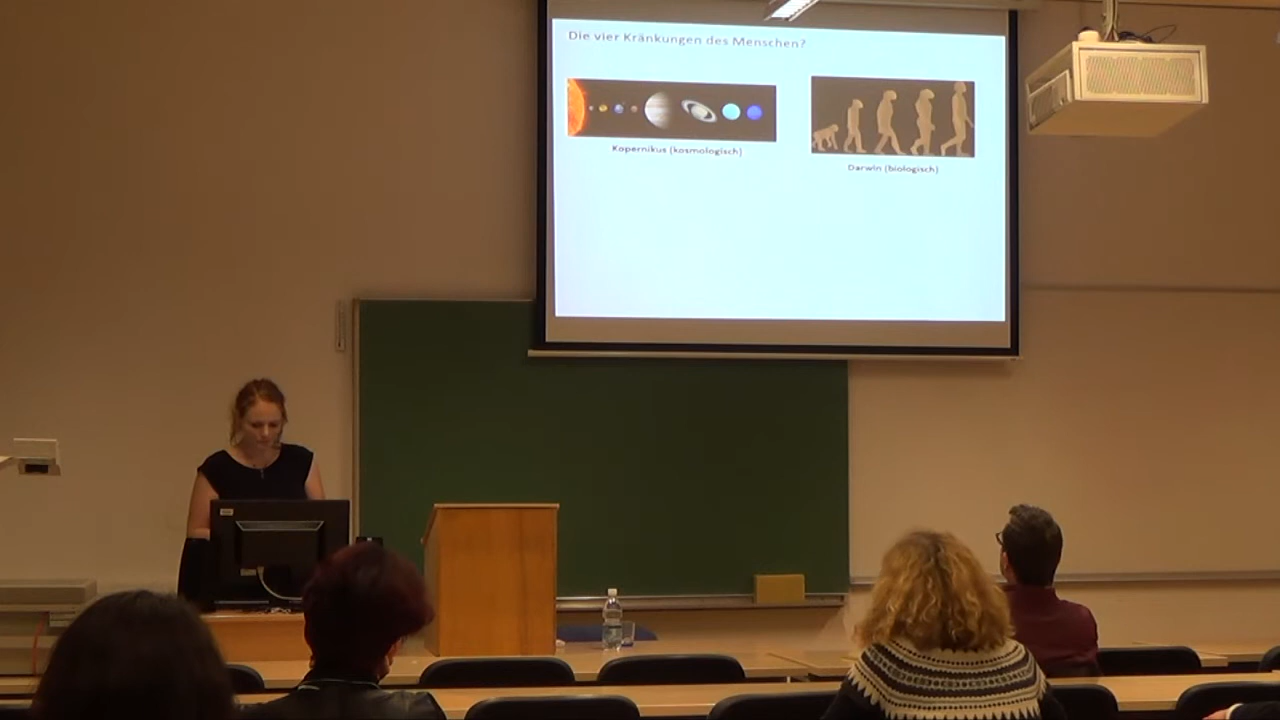 Die vier Kränkungen des Menschen?
Kopernikus (kosmologisch)
Darwin (biologisch)